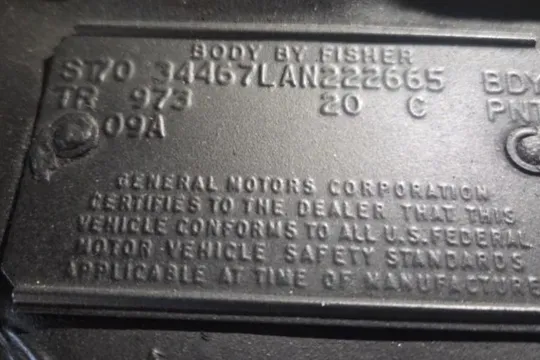 BODY BY FISHER
ST70 34467LAN222665 BDY
TR 973 20 C PNT
09A
GENERAL MOTORS CORPORATION
CERTIFIES TO THE DEALER THAT THIS
VEHICLE CONFORMS TO ALL U.S. FEDERAL
MOTOR VEHICLE SAFETY STANDARDS
APPLICABLE AT TIME OF MANUFACTURE